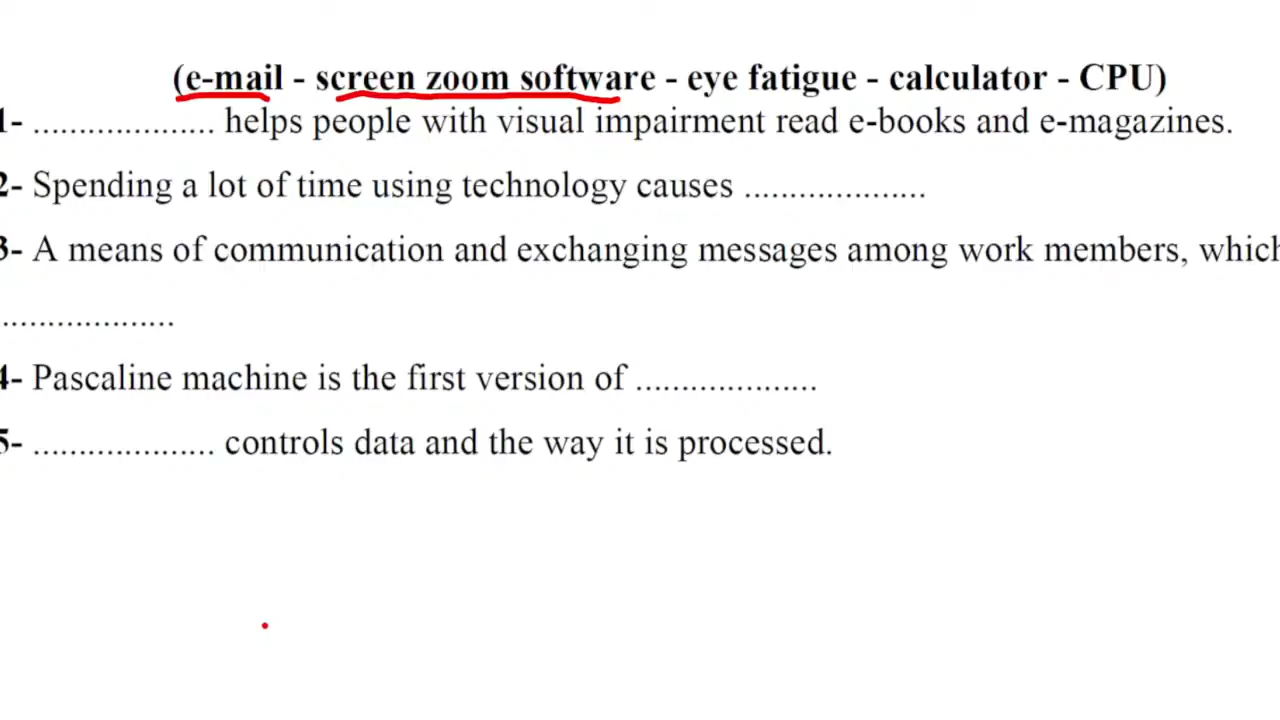 (e-mail - screen zoom software - eye fatigue - calculator - CPU)
1- .................... helps people with visual impairment read e-books and e-magazines.
2- Spending a lot of time using technology causes ....................
3- A means of communication and exchanging messages among work members, which
...................
4- Pascaline machine is the first version of ....................
5- .................... controls data and the way it is processed.